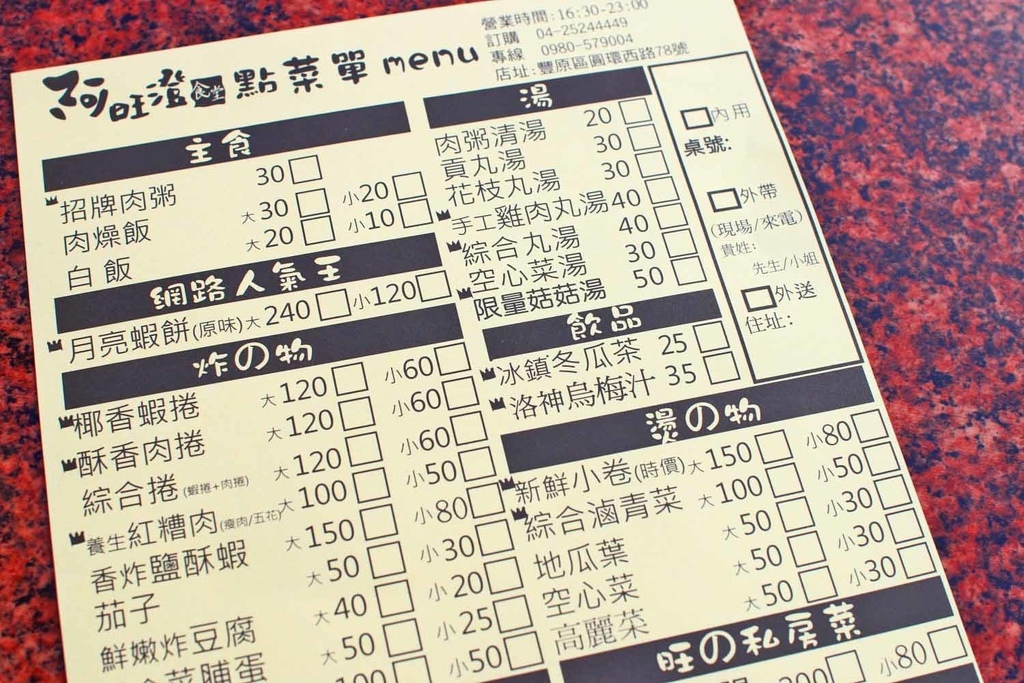 阿旺澄食堂點菜單menu
營業時間:16:30-23:00
訂購 04-25244449
專線 0980-579004
店址:豐原區圓環西路78號
主食
招牌肉粥 30
肉燥飯 大30 小20
白飯 大20 小10
網路人氣王
月亮蝦餅(原味) 大240 小120
炸の物
椰香蝦捲 大120 小60
酥香肉捲 大120 小60
綜合捲(蝦捲+肉捲) 大120 小60
養生紅糟肉(瘦肉/五花) 大100 小50
香炸鹽酥蝦 大150 小80
茄子 大50 小30
鮮嫩炸豆腐 大40 小20
菜脯蛋 大50 小25
小50
湯
肉粥清湯 20
貢丸湯 30
花枝丸湯 30
手工雞肉丸湯 40
綜合丸湯 40
空心菜湯 30
限量菇菇湯 50
飲品
冰鎮冬瓜茶 25
洛神烏梅汁 35
燙の物
新鮮小卷(時價) 大150 小80
綜合滷青菜 大100 小50
地瓜葉 大50 小30
空心菜 大50 小30
高麗菜 大50 小30
旺の私房菜
200 小80
內用
桌號:
外帶
(現場/來電)
貴姓:
先生/小姐
外送
住址: